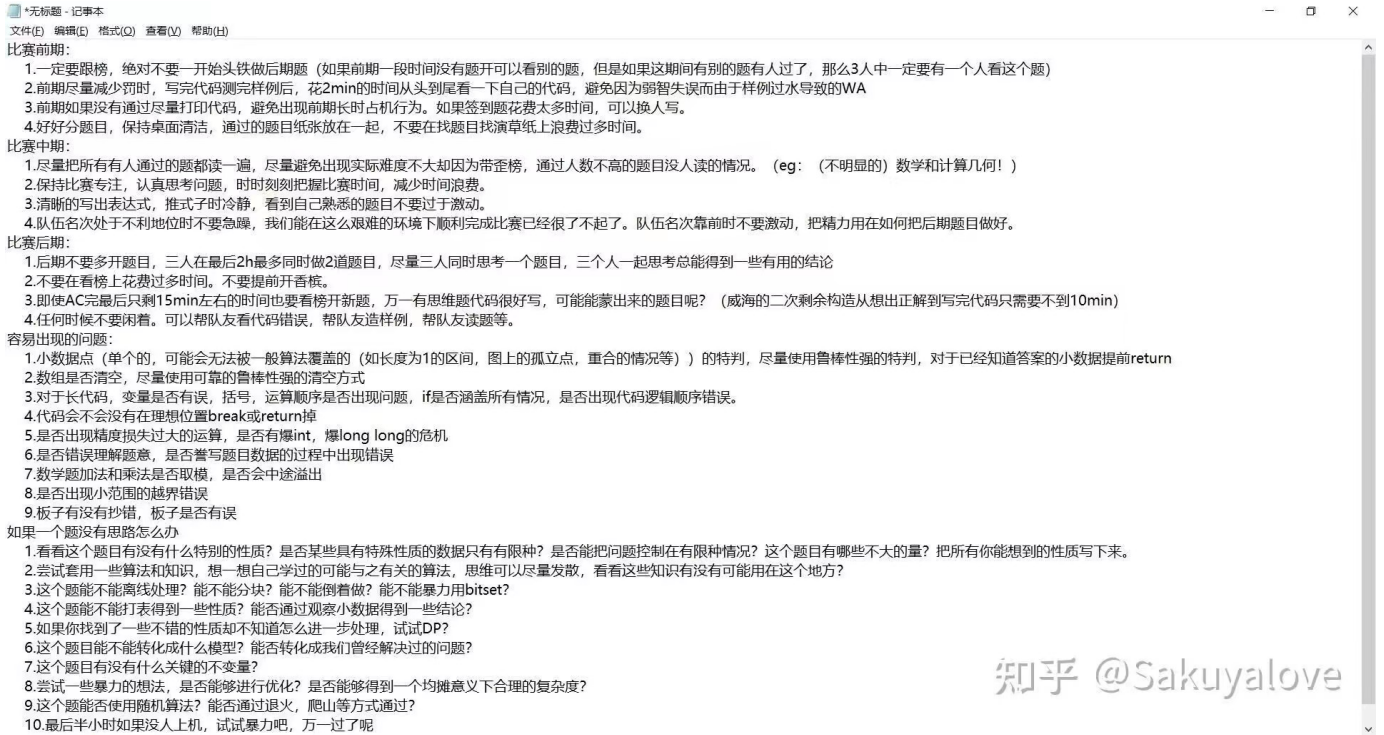 *无标题 - 记事本
文件(F) 编辑(E) 格式(O) 查看(V) 帮助(H)
比赛前期：
1.一定要跟榜，绝对不要一开始头铁做后期题（如果前期一段时间没有题开可以看别的题，但是如果这期间有别的题有人过了，那么3人中一定要有一个人看这个题）
2.前期尽量减少罚时，写完代码测完样例后，花2min的时间从头到尾看一下自己的代码，避免因为弱智失误而由于样例过水导致的WA
3.前期如果没有通过尽量打印代码，避免出现前期长时占机行为。如果签到题花费太多时间，可以换人写。
4.好好分题目，保持桌面清洁，通过的题目纸张放在一起，不要在找题目找演草纸上浪费过多时间。
比赛中期：
1.尽量把所有有人通过的题都读一遍，尽量避免出现实际难度不大却因为带歪榜，通过人数不高的题目没人读的情况。（eg：（不明显的）数学和计算几何！）
2.保持比赛专注，认真思考问题，时时刻刻把握比赛时间，减少时间浪费。
3.清晰的写出表达式，推式子时冷静，看到自己熟悉的题目不要过于激动。
4.队伍名次处于不利地位时不要急躁，我们能在这么艰难的环境下顺利完成比赛已经很了不起了。队伍名次靠前时不要激动，把精力用在如何把后期题目做好。
比赛后期：
1.后期不要多开题目，三人在最后2h最多同时做2道题目，尽量三人同时思考一个题目，三个人一起思考总能得到一些有用的结论
2.不要在看榜上花费过多时间。不要提前开香槟。
3.即使AC完最后只剩15min左右的时间也要看榜开新题，万一有思维题代码很好写，可能能蒙出来的题目呢？（威海的二次剩余构造从想出正解到写完代码只需要不到10min）
4.任何时候不要闲着。可以帮队友看代码错误，帮队友造样例，帮队友读题等。
容易出现的问题：
1.小数据点（单个的，可能会无法被一般算法覆盖的（如长度为1的区间，图上的孤立点，重合的情况等））的特判，尽量使用鲁棒性强的特判，对于已经知道答案的小数据提前return
2.数组是否清空，尽量使用可靠的鲁棒性强的清空方式
3.对于长代码，变量是否有误，括号，运算顺序是否出现问题，if是否涵盖所有情况，是否出现代码逻辑顺序错误。
4.代码会不会没有在理想位置break或return掉
5.是否出现精度损失过大的运算，是否有爆int，爆long long的危机
6.是否错误理解题意，是否誊写题目数据的过程中出现错误
7.数学题加法和乘法是否取模，是否会中途溢出
8.是否出现小范围的越界错误
9.板子有没有抄错，板子是否有误
如果一个题没有思路怎么办
1.看看这个题目有没有什么特别的性质？是否某些具有特殊性质的数据只有有限种？是否能把问题控制在有限种情况？这个题目有哪些不大的量？把所有你能想到的性质写下来。
2.尝试套用一些算法和知识，想一想自己学过的可能与之有关的算法，思维可以尽量发散，看看这些知识有没有可能用在这个地方？
3.这个题能不能离线处理？能不能分块？能不能倒着做？能不能暴力用bitset？
4.这个题能不能打表得到一些性质？能否通过观察小数据得到一些结论？
5.如果你找到了一些不错的性质却不知道怎么进一步处理，试试DP？
6.这个题目能不能转化成什么模型？能否转化成我们曾经解决过的问题？
7.这个题目有没有什么关键的不变量？
8.尝试一些暴力的想法，是否能够进行优化？是否能够得到一个均摊意义下合理的复杂度？
9.这个题能否使用随机算法？能否通过退火，爬山等方式通过？
10.最后半小时如果没人上机，试试暴力吧，万一过了呢
知乎 @Sakuyalove